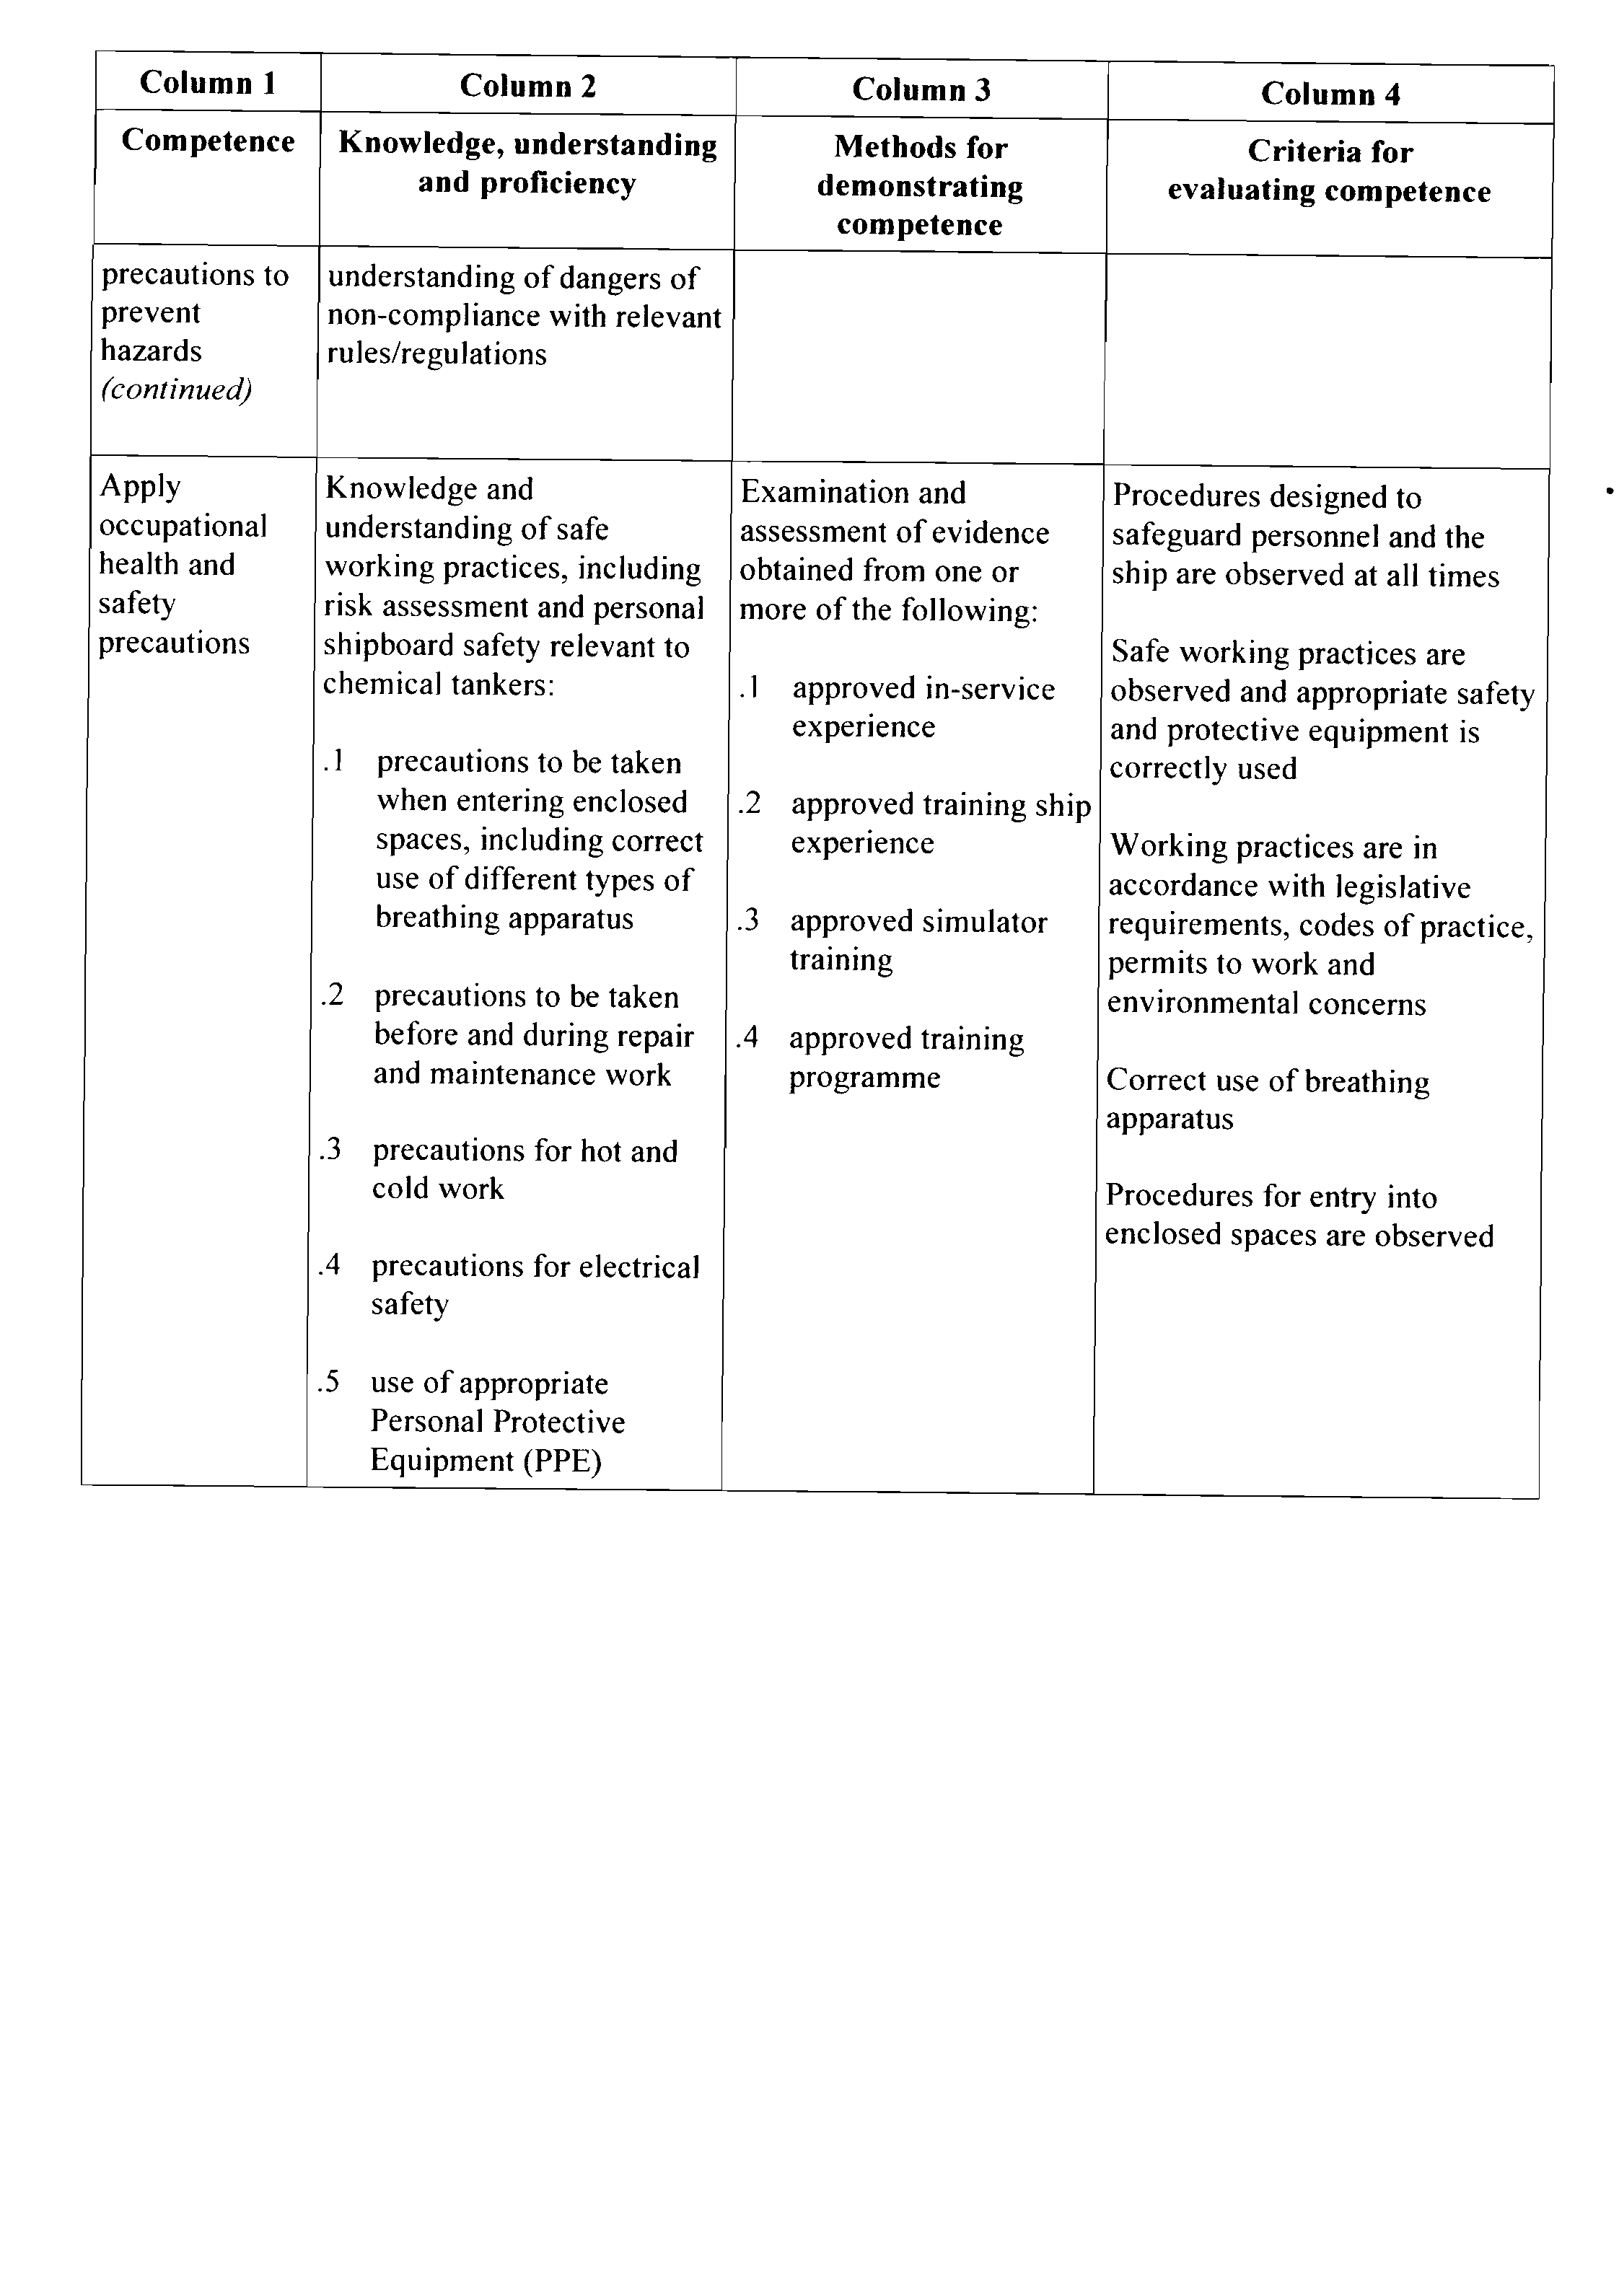 Column 1
Column 2
Column 3
Column 4
Competence
Knowledge, understanding
and proficiency
Methods for
demonstrating
competence
Criteria for
evaluating competence
precautions to
prevent
hazards
(continued)
understanding of dangers of
non-compliance with relevant
rules/regulations
Apply
occupational
health and
safety
precautions
Knowledge and
understanding of safe
working practices, including
risk assessment and personal
shipboard safety relevant to
chemical tankers:
.1 precautions to be taken
when entering enclosed
spaces, including correct
use of different types of
breathing apparatus
.2 precautions to be taken
before and during repair
and maintenance work
.3 precautions for hot and
cold work
.4 precautions for electrical
safety
.5 use of appropriate
Personal Protective
Equipment (PPE)
Examination and
assessment of evidence
obtained from one or
more of the following:
.1 approved in-service
experience
.2 approved training ship
experience
.3 approved simulator
training
.4 approved training
programme
Procedures designed to
safeguard personnel and the
ship are observed at all times
Safe working practices are
observed and appropriate safety
and protective equipment is
correctly used
Working practices are in
accordance with legislative
requirements, codes of practice,
permits to work and
environmental concerns
Correct use of breathing
apparatus
Procedures for entry into
enclosed spaces are observed